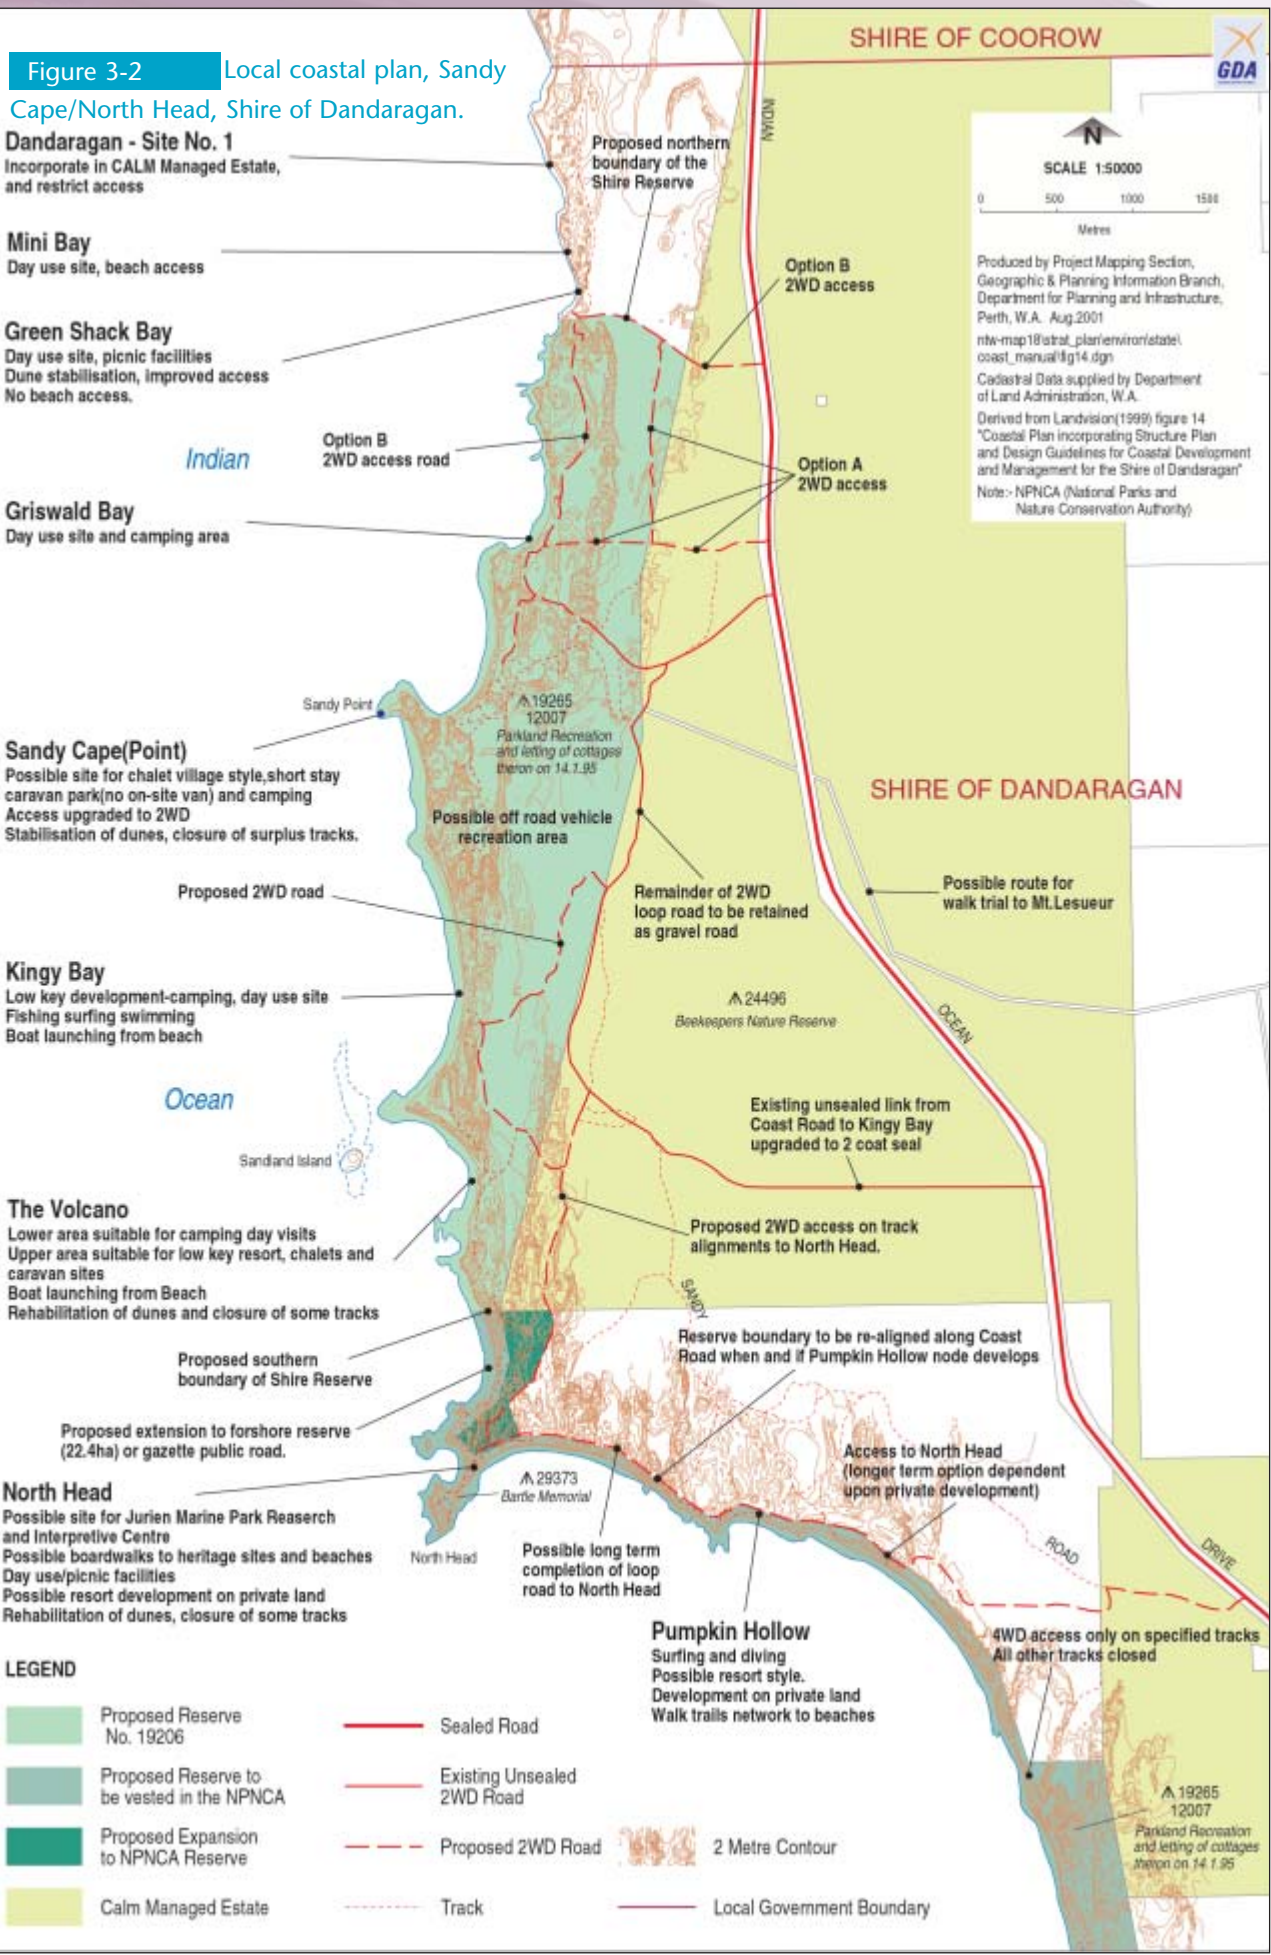 Figure 3-2 Local coastal plan, Sandy
Cape/North Head, Shire of Dandaragan.
SHIRE OF COOROW
GDA
N
SCALE 1:50000
0 500 1000 1500
Metres
Produced by Project Mapping Section,
Geographic & Planning Information Branch,
Department for Planning and Infrastructure,
Perth, W.A. Aug.2001
ntw-map18\strat_plan\environ\state\
coast_manual\fig14.dgn
Cadastral Data supplied by Department
of Land Administration, W.A.
Derived from Landvision(1999) figure 14
"Coastal Plan incorporating Structure Plan
and Design Guidelines for Coastal Development
and Management for the Shire of Dandaragan"
Note:- NPNCA (National Parks and
Nature Conservation Authority)
Dandaragan - Site No. 1
Incorporate in CALM Managed Estate,
and restrict access
Proposed northern
boundary of the
Shire Reserve
INDIAN
Mini Bay
Day use site, beach access
Option B
2WD access
Green Shack Bay
Day use site, picnic facilities
Dune stabilisation, improved access
No beach access.
Indian
Option B
2WD access road
Option A
2WD access
Griswald Bay
Day use site and camping area
Sandy Point
19265
12007
Parkland Recreation
and letting of cottages
theron on 14.1.95
Sandy Cape(Point)
Possible site for chalet village style,short stay
caravan park(no on-site van) and camping
Access upgraded to 2WD
Stabilisation of dunes, closure of surplus tracks.
SHIRE OF DANDARAGAN
Possible off road vehicle
recreation area
Proposed 2WD road
Remainder of 2WD
loop road to be retained
as gravel road
Possible route for
walk trial to Mt.Lesueur
Kingy Bay
Low key development-camping, day use site
Fishing surfing swimming
Boat launching from beach
24496
Beekeepers Nature Reserve
OCEAN
Ocean
Existing unsealed link from
Coast Road to Kingy Bay
upgraded to 2 coat seal
Sandland Island
The Volcano
Lower area suitable for camping day visits
Upper area suitable for low key resort, chalets and
caravan sites
Boat launching from Beach
Rehabilitation of dunes and closure of some tracks
Proposed 2WD access on track
alignments to North Head.
SANDY
Reserve boundary to be re-aligned along Coast
Road when and if Pumpkin Hollow node develops
Proposed southern
boundary of Shire Reserve
Proposed extension to forshore reserve
(22.4ha) or gazette public road.
Access to North Head
(longer term option dependent
upon private development)
North Head
Possible site for Jurien Marine Park Reaserch
and Interpretive Centre
Possible boardwalks to heritage sites and beaches
Day use/picnic facilities
Possible resort development on private land
Rehabilitation of dunes, closure of some tracks
29373
Bartle Memorial
North Head
Possible long term
completion of loop
road to North Head
ROAD
DRIVE
Pumpkin Hollow
Surfing and diving
Possible resort style.
Development on private land
Walk trails network to beaches
4WD access only on specified tracks
All other tracks closed
19265
12007
Parkland Recreation
and letting of cottages
theron on 14.1.95
LEGEND
Proposed Reserve
No. 19206
Proposed Reserve to
be vested in the NPNCA
Proposed Expansion
to NPNCA Reserve
Calm Managed Estate
Sealed Road
Existing Unsealed
2WD Road
Proposed 2WD Road
Track
2 Metre Contour
Local Government Boundary